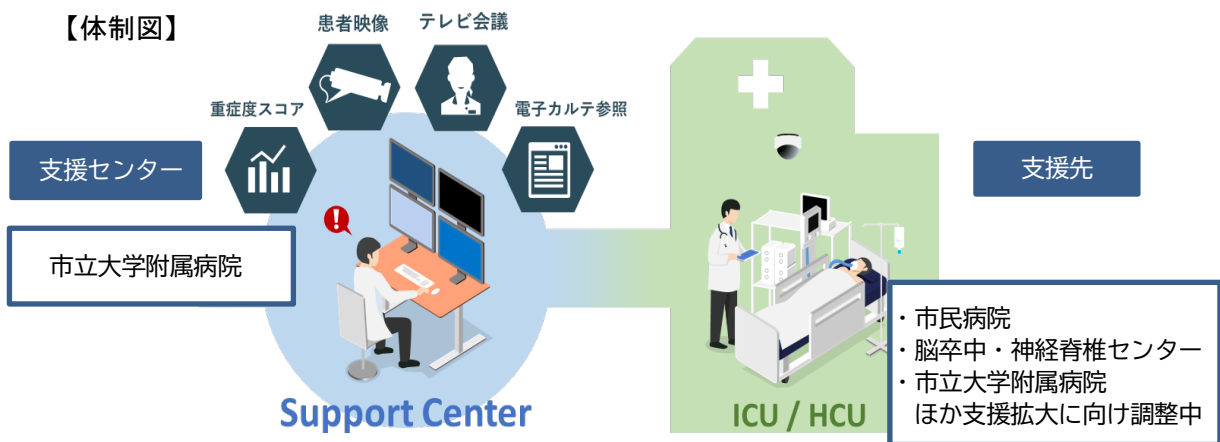 【体制図】
患者映像
テレビ会議
重症度スコア
電子カルテ参照
支援センター
支援先
市立大学附属病院
・市民病院
・脳卒中・神経脊椎センター
・市立大学附属病院
ほか支援拡大に向け調整中
Support Center
ICU / HCU